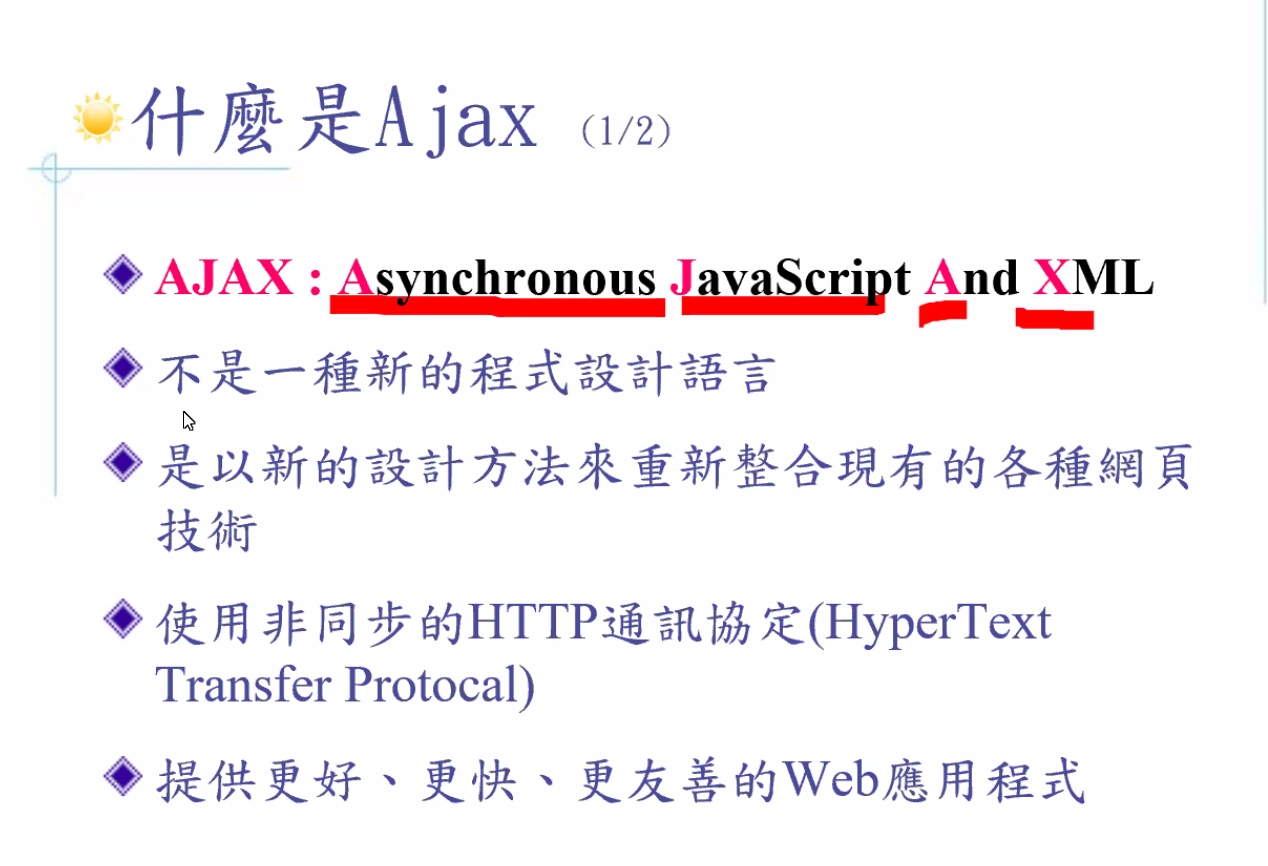 什麼是Ajax (1/2)
AJAX : Asynchronous JavaScript And XML
不是一種新的程式設計語言
是以新的設計方法來重新整合現有的各種網頁
技術
使用非同步的HTTP通訊協定(HyperText
Transfer Protocal)
提供更好、更快、更友善的Web應用程式